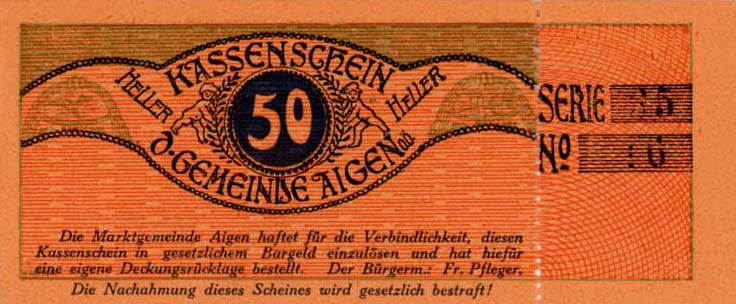 KASSENSCHEIN
HELLER 50 HELLER
D·GEMEINDE AIGEN
SERIE 5
No 6
Die Marktgemeinde Aigen haftet für die Verbindlichkeit, diesen
Kassenschein in gesetzlichem Bargeld einzulösen und hat hiefür
eine eigene Deckungsrücklage bestellt. Der Bürgerm.: Fr. Pfleger.
Die Nachahmung dieses Scheines wird gesetzlich bestraft!